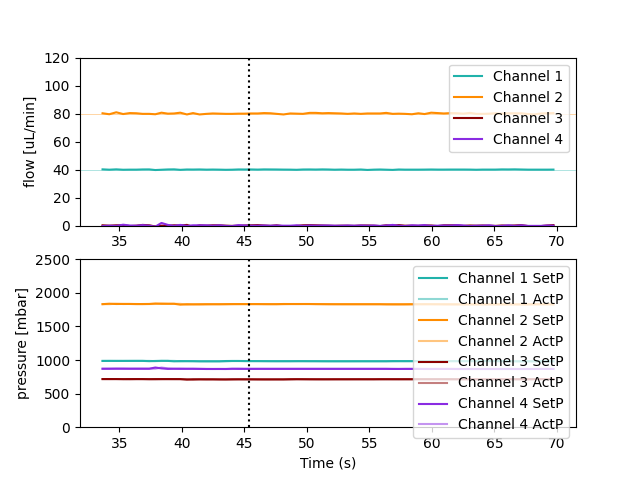 120
100
80
60
40
20
0
flow [uL/min]
Channel 1
Channel 2
Channel 3
Channel 4
35 40 45 50 55 60 65 70
2500
2000
1500
1000
500
0
pressure [mbar]
Channel 1 SetP
Channel 1 ActP
Channel 2 SetP
Channel 2 ActP
Channel 3 SetP
Channel 3 ActP
Channel 4 SetP
Channel 4 ActP
35 40 45 50 55 60 65 70
Time (s)